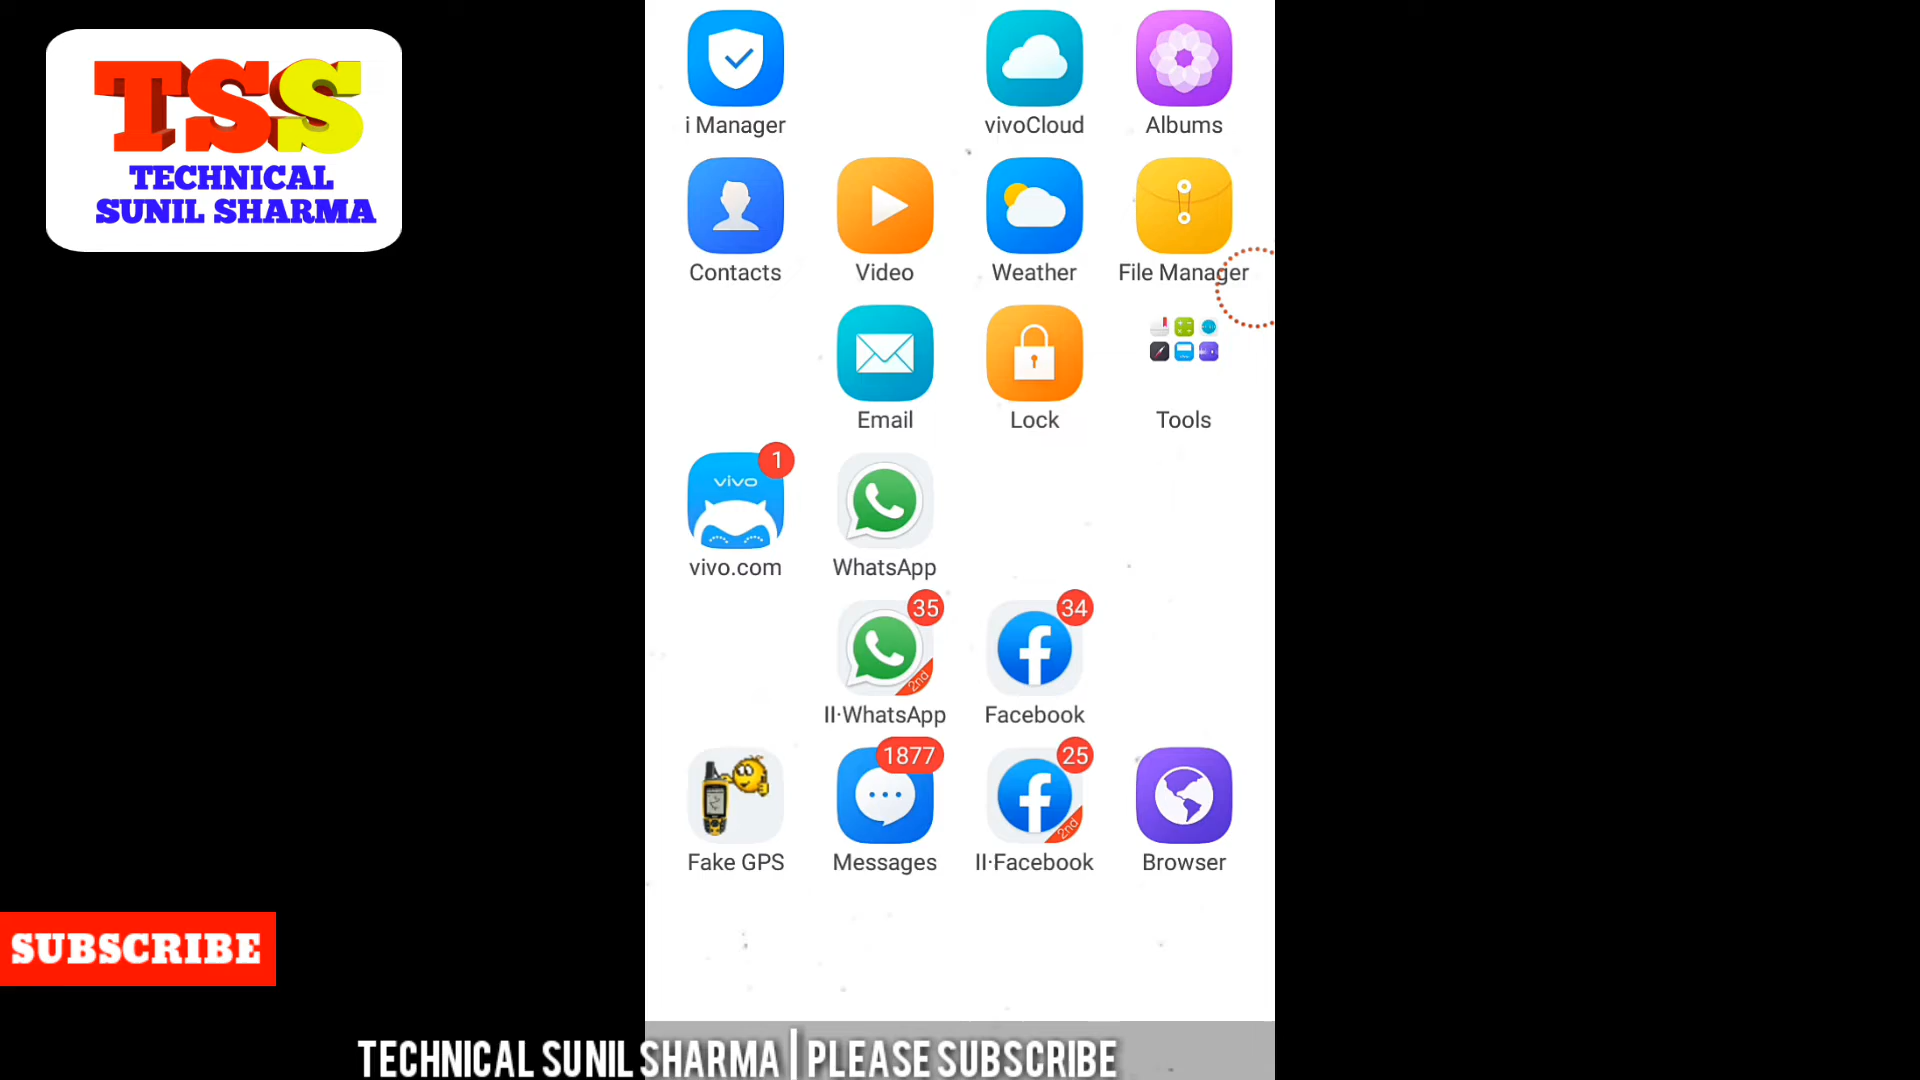 TSS
TECHNICAL
SUNIL SHARMA
i Manager
vivoCloud
Albums
Contacts
Video
Weather
File Manager
Email
Lock
Tools
vivo
1
vivo.com
WhatsApp
35
2nd
II·WhatsApp
34
Facebook
Fake GPS
1877
Messages
25
2nd
II·Facebook
Browser
SUBSCRIBE
TECHNICAL SUNIL SHARMA | PLEASE SUBSCRIBE